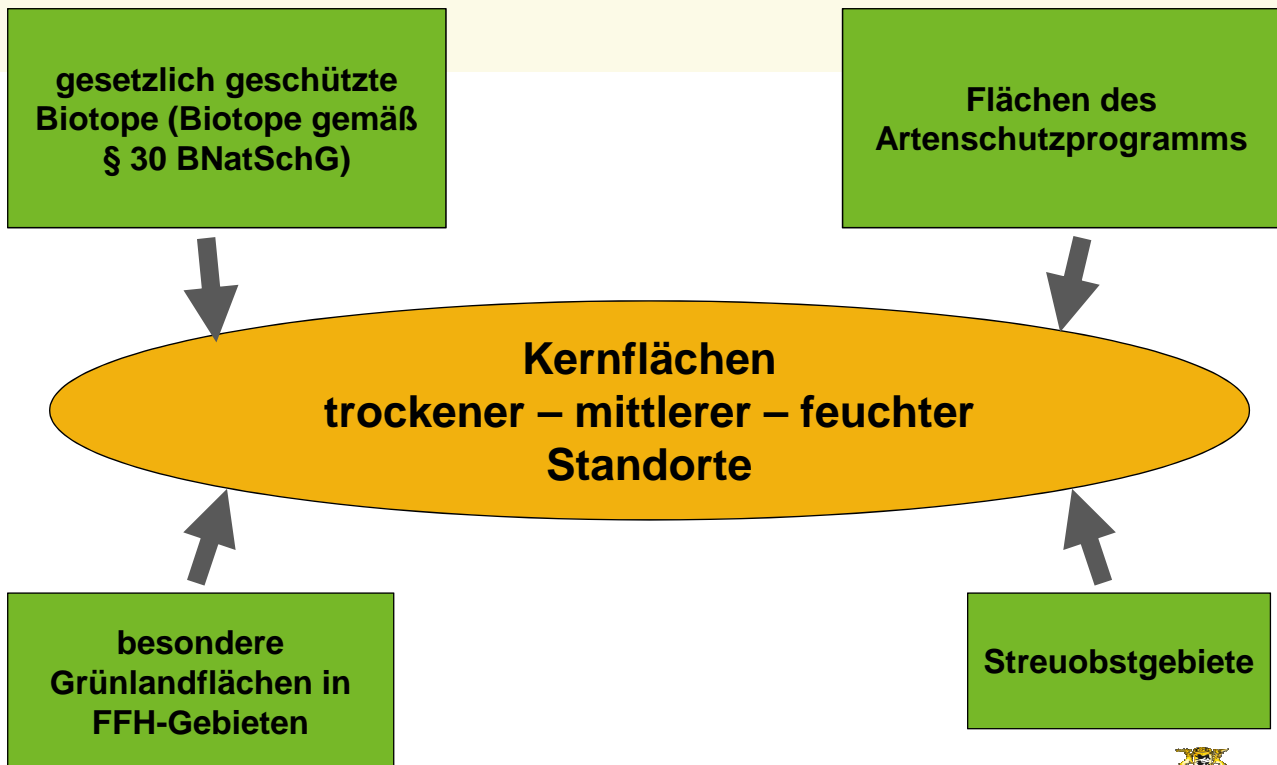 gesetzlich geschützte
Biotope (Biotope gemäß
§ 30 BNatSchG)
Flächen des
Artenschutzprogramms
Kernflächen
trockener – mittlerer – feuchter
Standorte
besondere
Grünlandflächen in
FFH-Gebieten
Streuobstgebiete